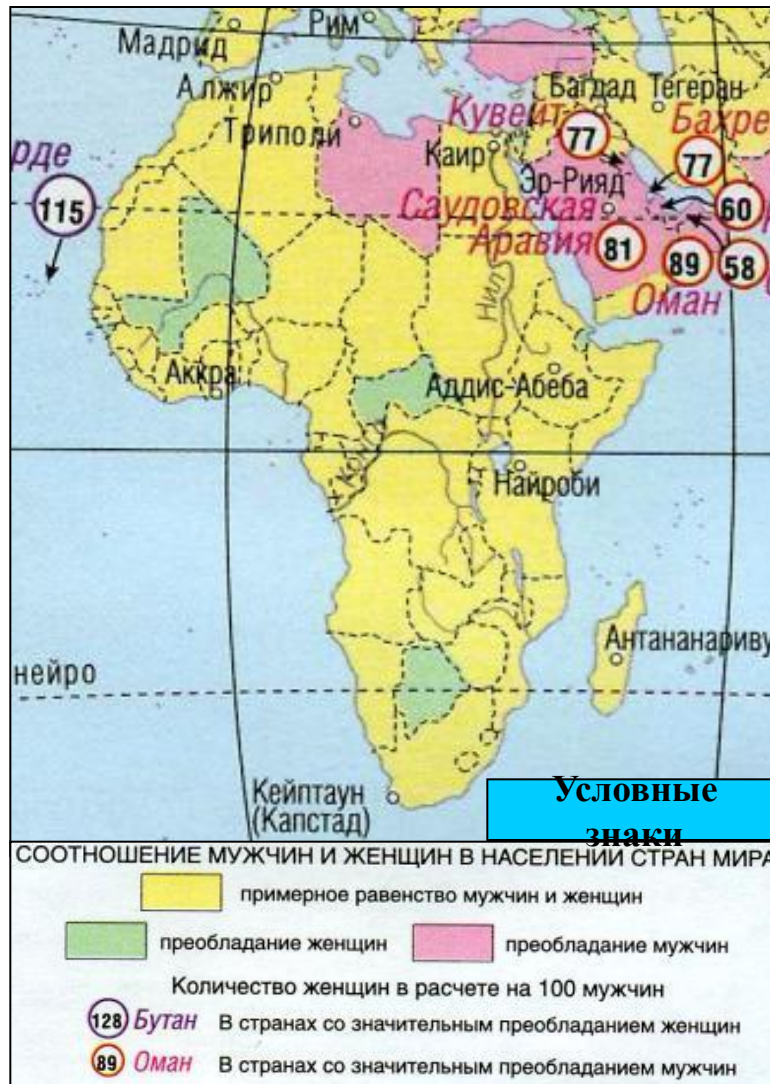 Рим
Мадрид
Алжир
Багдад Тегеран
Триполи
Кувейт
Бахре
Каир
77
77
рде
Эр-Рияд
115
Саудовская
60
Аравия
81
89
58
Оман
Нил
Аккра
Аддис-Абеба
Конго
Найроби
Антананариву
нейро
Кейптаун
(Капстад)
Условные
знаки
СООТНОШЕНИЕ МУЖЧИН И ЖЕНЩИН В НАСЕЛЕНИИ СТРАН МИРА
примерное равенство мужчин и женщин
преобладание женщин
преобладание мужчин
Количество женщин в расчете на 100 мужчин
128 Бутан В странах со значительным преобладанием женщин
89 Оман В странах со значительным преобладанием мужчин